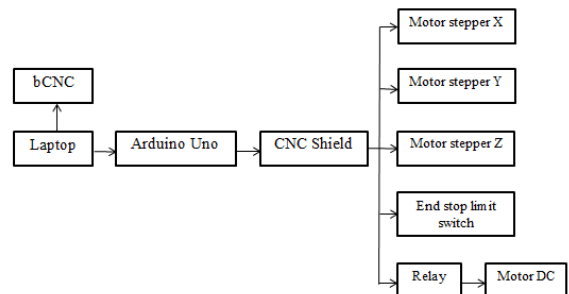 Motor stepper X
bCNC
Motor stepper Y
Laptop
Arduino Uno
CNC Shield
Motor stepper Z
End stop limit
switch
Relay
Motor DC